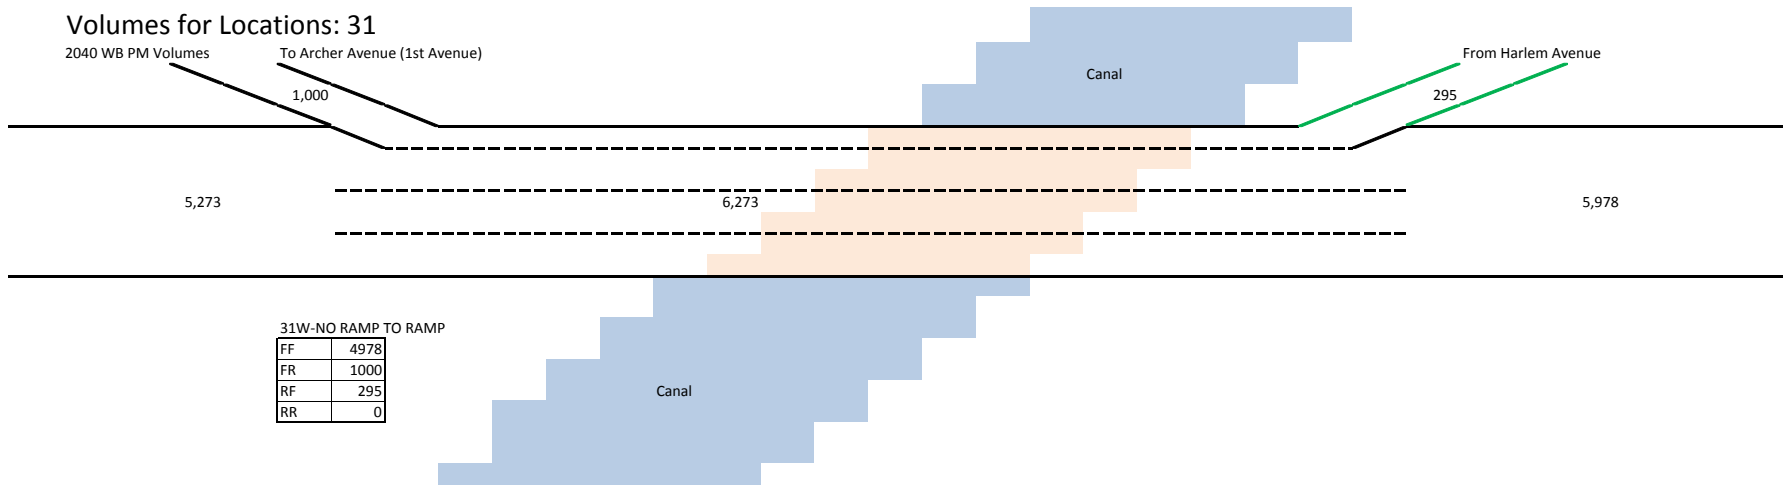 Volumes for Locations: 31
2040 WB PM Volumes To Archer Avenue (1st Avenue) From Harlem Avenue
Canal
1,000 295
5,273 6,273 5,978
31W-NO RAMP TO RAMP
FF 4978
FR 1000
RF 295
RR 0
Canal